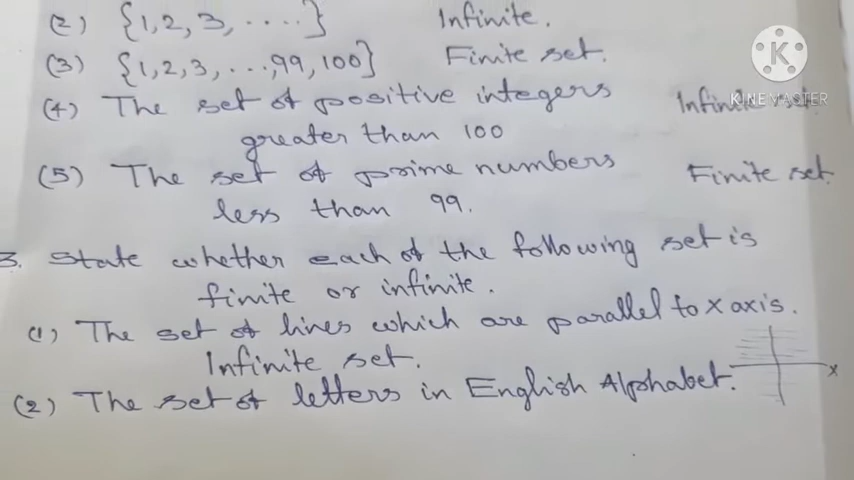 (2) {1,2,3, .....} Infinite.
(3) {1,2,3, ...,99, 100} Finite set.
(4) The set of positive integers Infinite set.
greater than 100
(5) The set of prime numbers Finite set.
less than 99.
3. State whether each of the following set is
finite or infinite.
(1) The set of lines which are parallel to x axis.
Infinite set.
(2) The set of letters in English Alphabet.
x
K
KINEMASTER